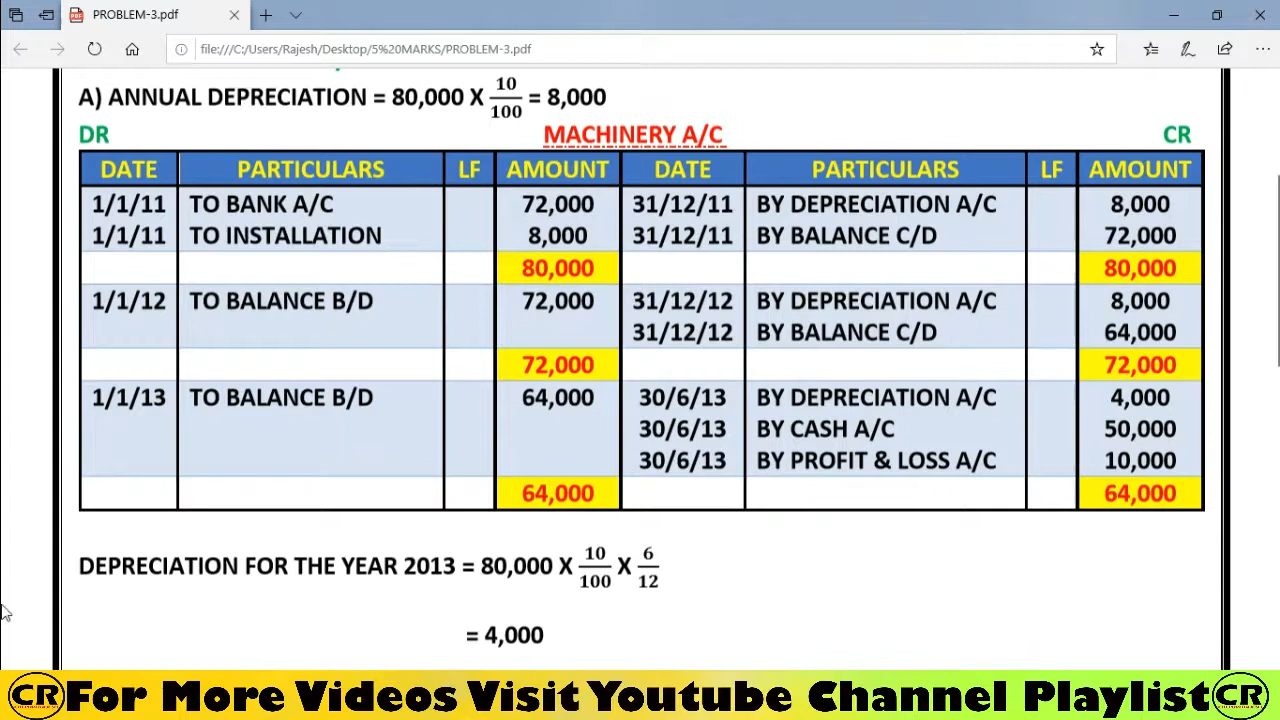 PROBLEM-3.pdf
file:///C:/Users/Rajesh/Desktop/5%20MARKS/PROBLEM-3.pdf
A) ANNUAL DEPRECIATION = 80,000 X 10/100 = 8,000
DR MACHINERY A/C CR
DATE PARTICULARS LF AMOUNT DATE PARTICULARS LF AMOUNT
1/1/11 TO BANK A/C 72,000 31/12/11 BY DEPRECIATION A/C 8,000
1/1/11 TO INSTALLATION 8,000 31/12/11 BY BALANCE C/D 72,000
80,000 80,000
1/1/12 TO BALANCE B/D 72,000 31/12/12 BY DEPRECIATION A/C 8,000
31/12/12 BY BALANCE C/D 64,000
72,000 72,000
1/1/13 TO BALANCE B/D 64,000 30/6/13 BY DEPRECIATION A/C 4,000
30/6/13 BY CASH A/C 50,000
30/6/13 BY PROFIT & LOSS A/C 10,000
64,000 64,000
DEPRECIATION FOR THE YEAR 2013 = 80,000 X 10/100 X 6/12
= 4,000
CR For More Videos Visit Youtube Channel Playlist CR